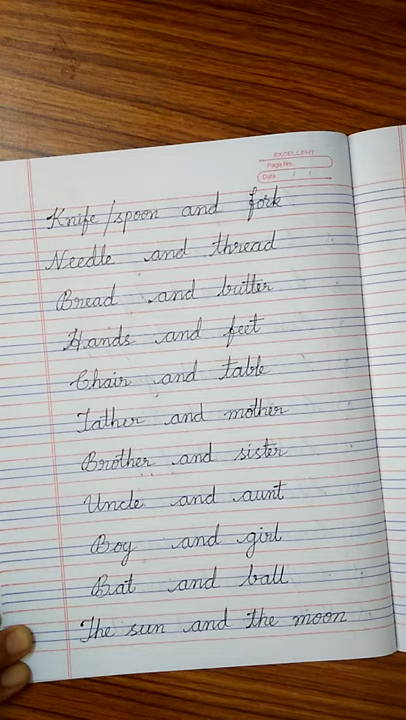 EXCELLENT
Page No.
Date / /
Knife/spoon and fork
Needle and thread
Bread and butter
Hands and feet
Chair and table
Father and mother
Brother and sister
Uncle and aunt
Boy and girl
Bat and ball
The sun and the moon